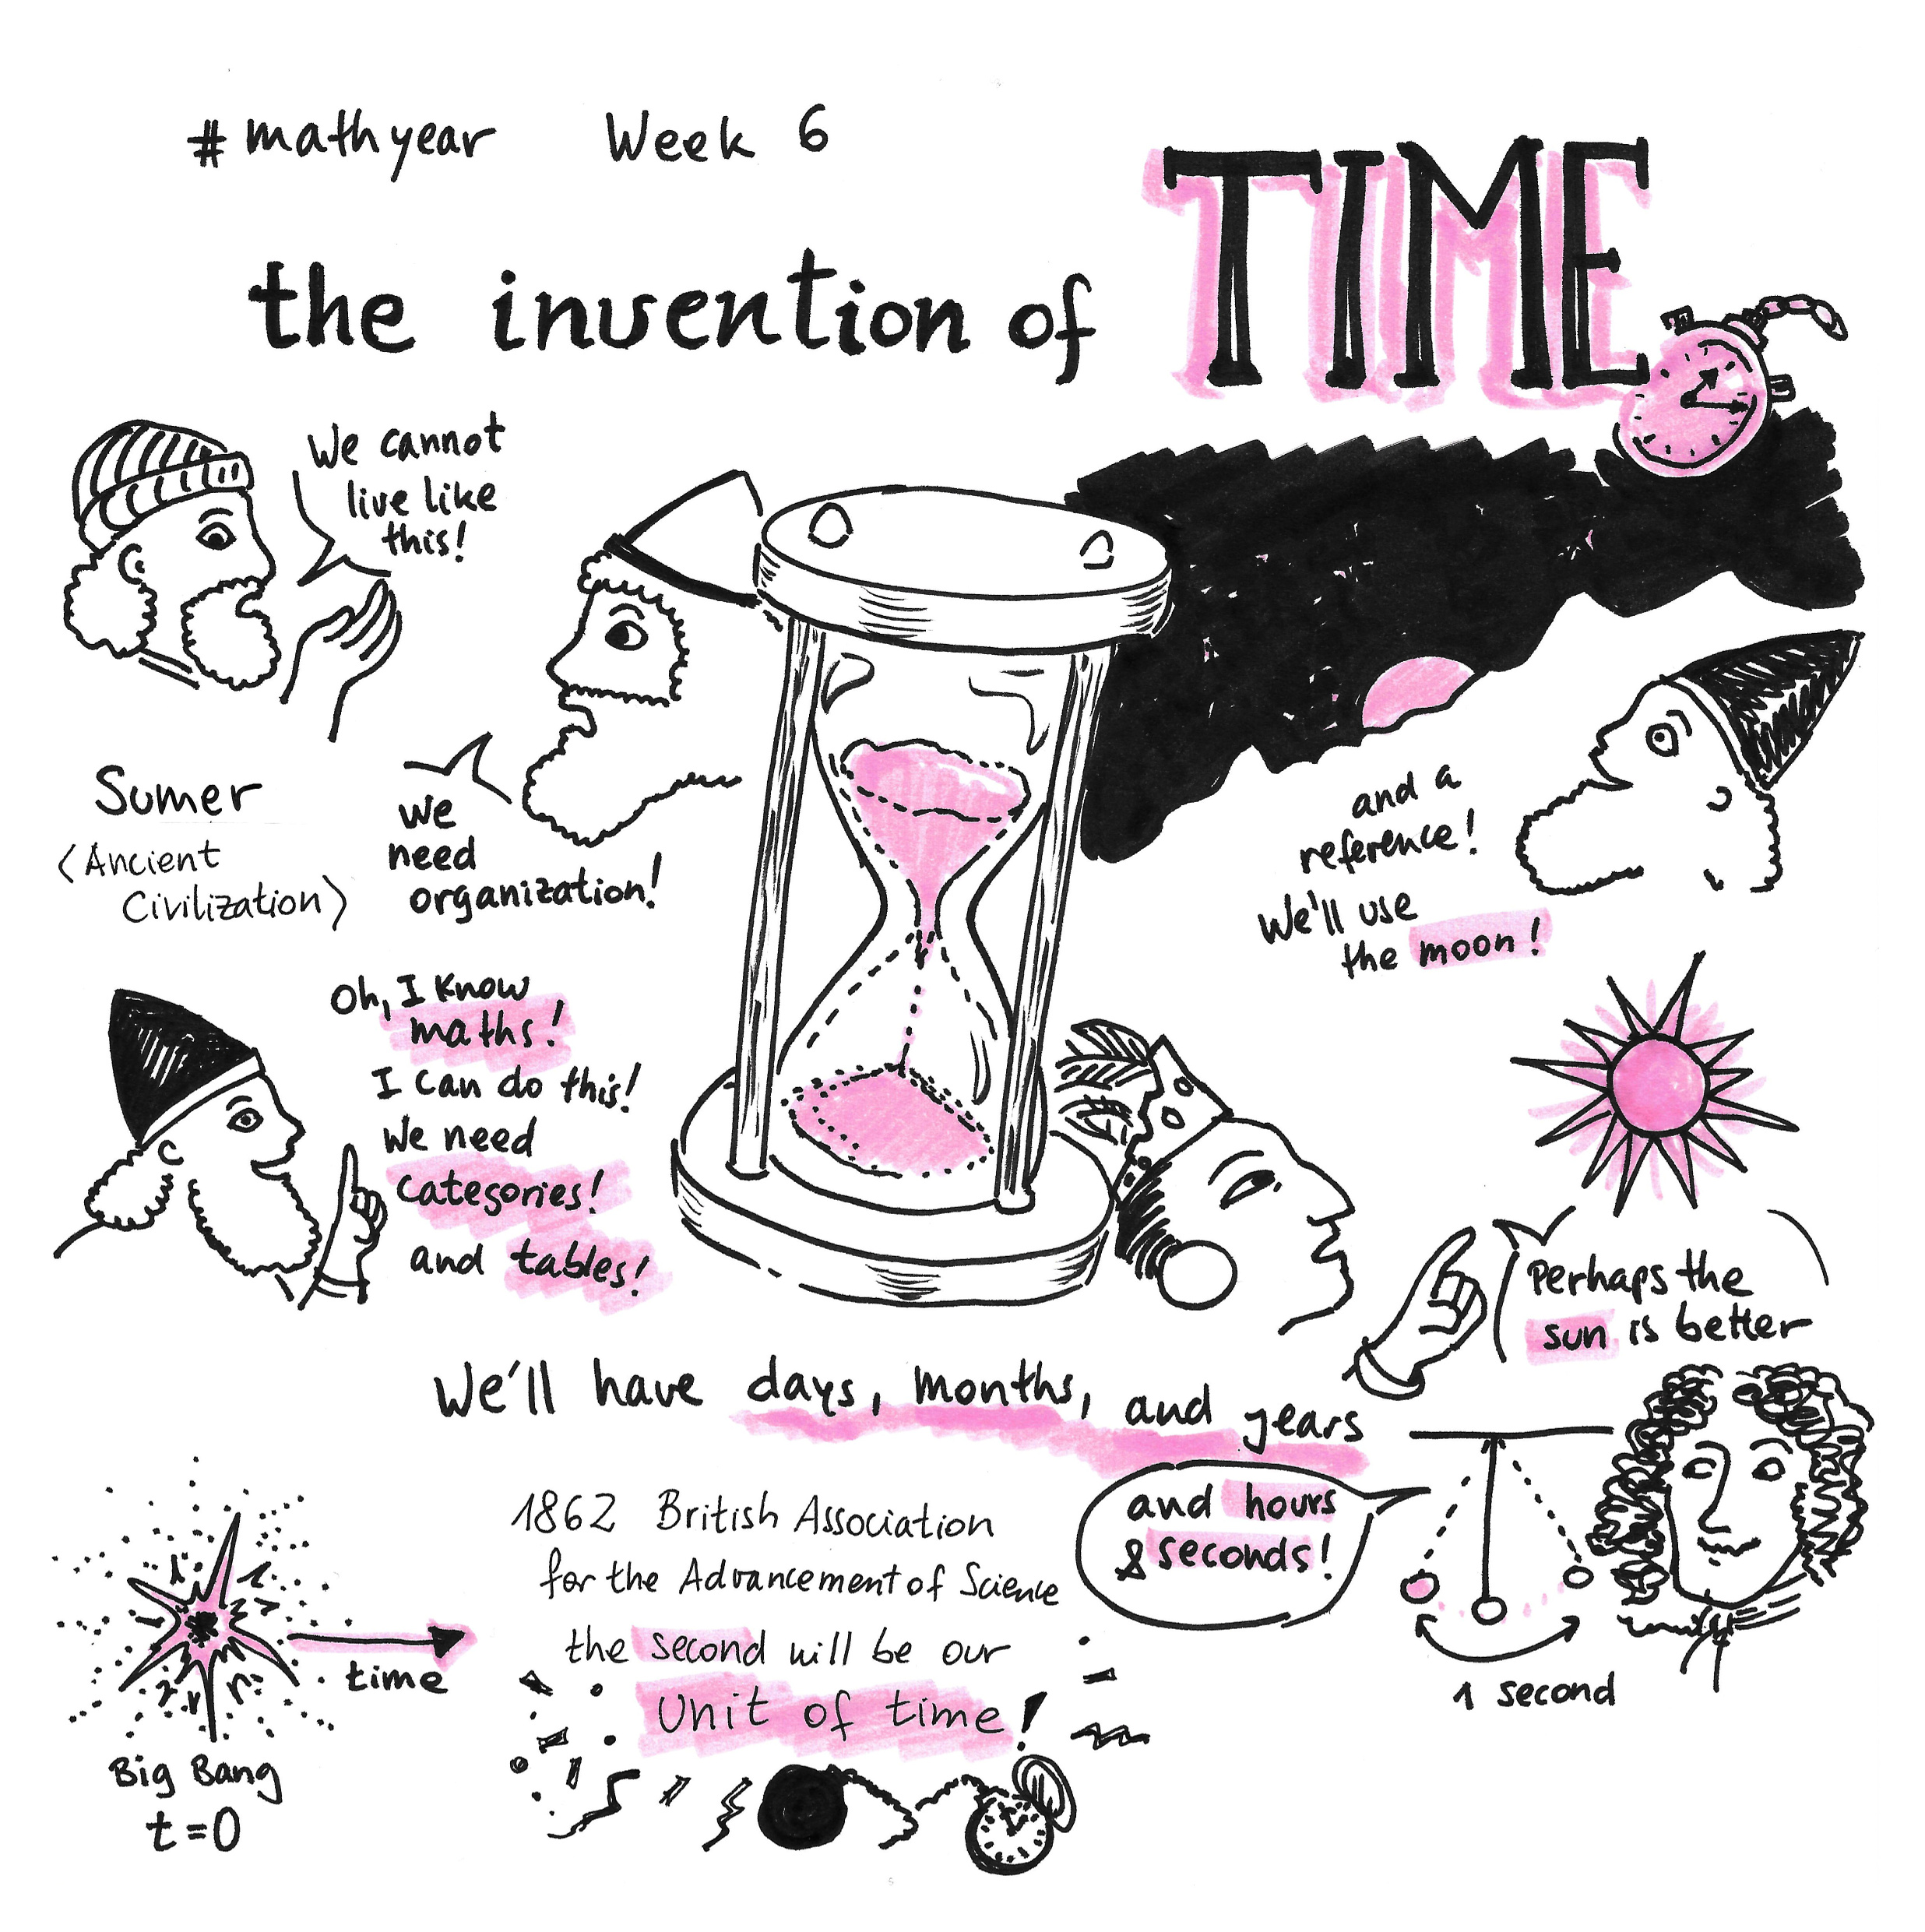 #mathyear Week 6
the invention of TIME
We cannot
live like
this!
Sumer
<Ancient
Civilization>
We
need
organization!
Oh, I know
maths!
I can do this!
We need
categories!
and tables!
and a
reference!
We'll use
the moon!
Perhaps the
sun is better
We'll have days, months, and years
and hours
& seconds!
1 second
1862 British Association
for the Advancement of Science
the second will be our
Unit of time!
time
Big Bang
t=0